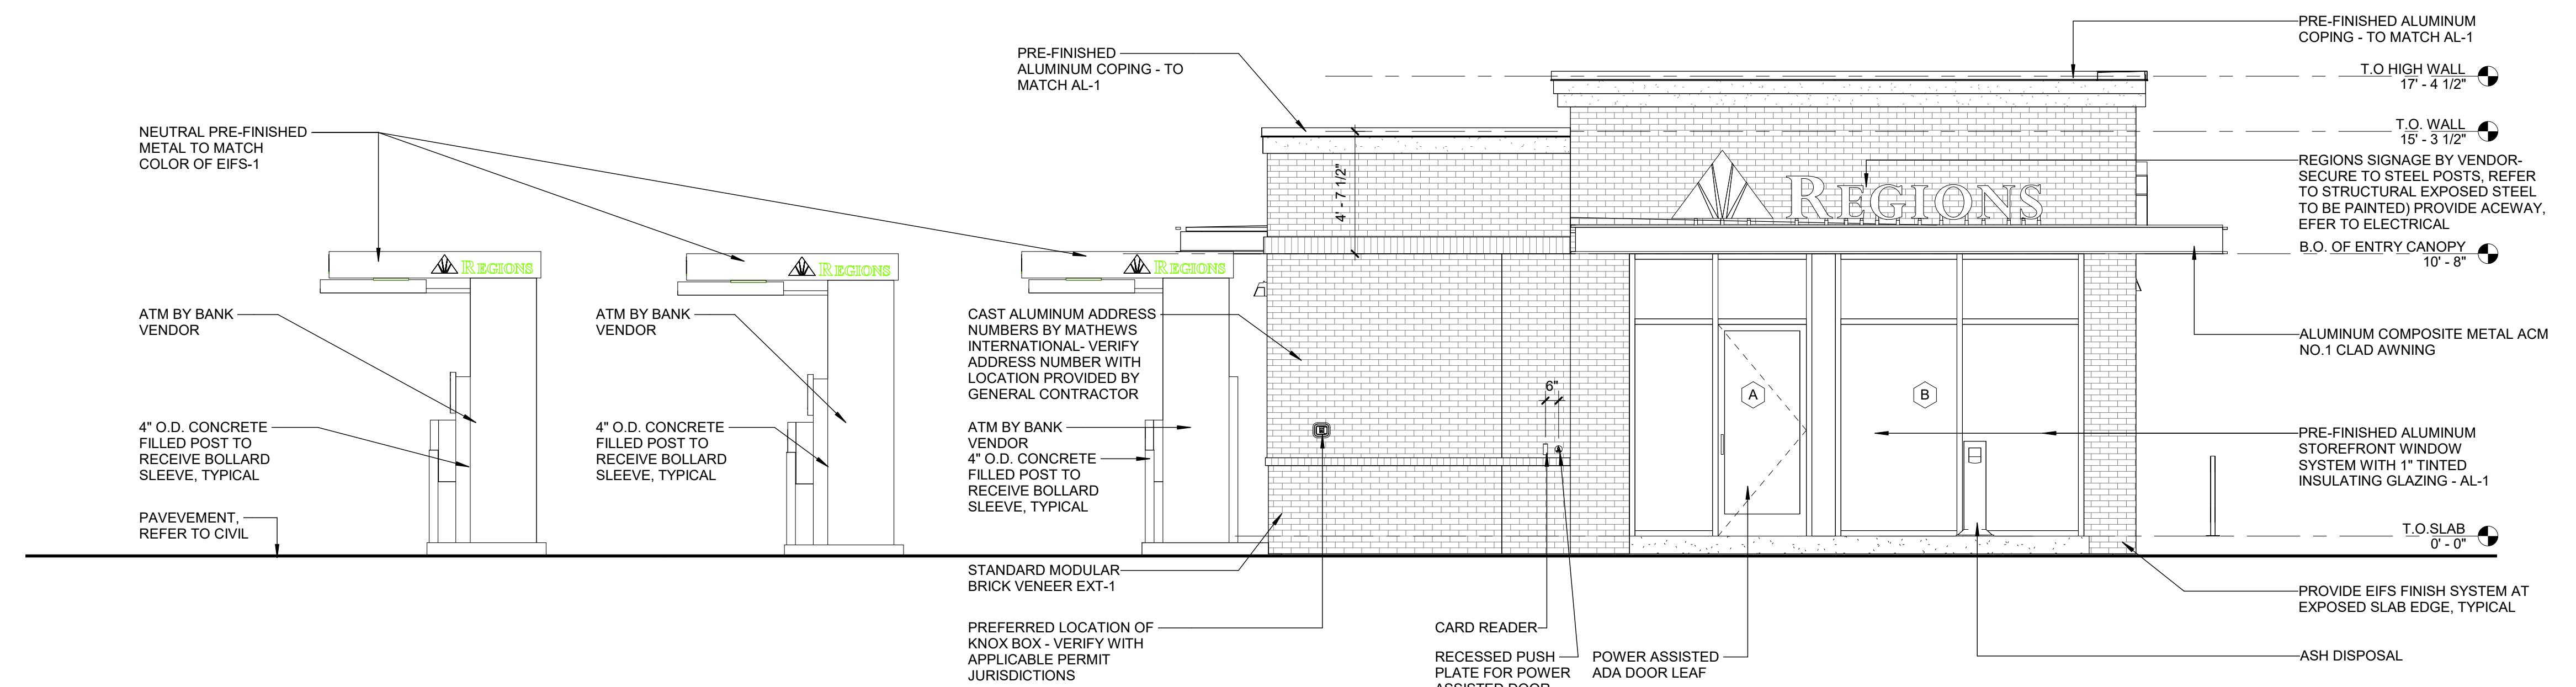 PRE-FINISHED ALUMINUM
COPING - TO MATCH AL-1
T.O HIGH WALL
17' - 4 1/2"
T.O. WALL
15' - 3 1/2"
REGIONS SIGNAGE BY VENDOR-
SECURE TO STEEL POSTS, REFER
TO STRUCTURAL EXPOSED STEEL
TO BE PAINTED) PROVIDE ACEWAY,
EFER TO ELECTRICAL
B.O. OF ENTRY CANOPY
10' - 8"
ALUMINUM COMPOSITE METAL ACM
NO.1 CLAD AWNING
PRE-FINISHED ALUMINUM
STOREFRONT WINDOW
SYSTEM WITH 1" TINTED
INSULATING GLAZING - AL-1
T.O.SLAB
0' - 0"
PROVIDE EIFS FINISH SYSTEM AT
EXPOSED SLAB EDGE, TYPICAL
ASH DISPOSAL
PRE-FINISHED
ALUMINUM COPING - TO
MATCH AL-1
4' - 7 1/2"
REGIONS
NEUTRAL PRE-FINISHED
METAL TO MATCH
COLOR OF EIFS-1
REGIONS
REGIONS
REGIONS
ATM BY BANK
VENDOR
4" O.D. CONCRETE
FILLED POST TO
RECEIVE BOLLARD
SLEEVE, TYPICAL
PAVEVEMENT,
REFER TO CIVIL
ATM BY BANK
VENDOR
4" O.D. CONCRETE
FILLED POST TO
RECEIVE BOLLARD
SLEEVE, TYPICAL
CAST ALUMINUM ADDRESS
NUMBERS BY MATHEWS
INTERNATIONAL- VERIFY
ADDRESS NUMBER WITH
LOCATION PROVIDED BY
GENERAL CONTRACTOR
ATM BY BANK
VENDOR
4" O.D. CONCRETE
FILLED POST TO
RECEIVE BOLLARD
SLEEVE, TYPICAL
6"
A
B
STANDARD MODULAR
BRICK VENEER EXT-1
PREFERRED LOCATION OF
KNOX BOX - VERIFY WITH
APPLICABLE PERMIT
JURISDICTIONS
CARD READER
RECESSED PUSH
PLATE FOR POWER
ASSISTED DOOR
POWER ASSISTED
ADA DOOR LEAF